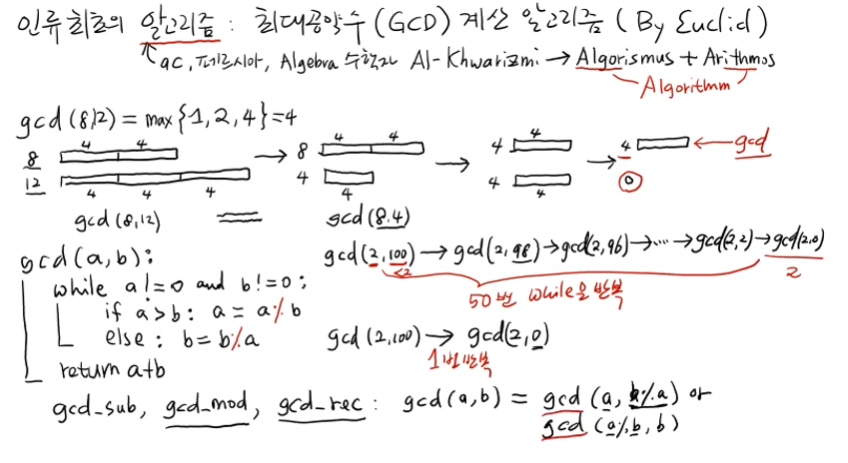 인류 최초의 알고리즘 : 최대공약수 (GCD) 계산 알고리즘 ( By Euclid )
9C, 페르시아, Algebra 수학자 Al-Khwarizmi → Algorismus + Arithmos
Algorithm
gcd (8,12) = max{1, 2, 4} = 4
4 4
8
12
4 4 4
gcd (8,12)
→
4 4
8
4
4
gcd (8.4)
→
4
4
4
4
→
4 ← gcd
0
gcd(2,100) → gcd(2,98) → gcd(2,96) → ···· → gcd(2,2) → gcd(2,0)
-2
2
50번 while을 반복
gcd (a, b) :
while a != 0 and b != 0 :
if a > b : a = a % b
else : b = b % a
return a+b
gcd (2,100) → gcd(2,0)
1번 반복
gcd_sub, gcd_mod, gcd_rec : gcd (a,b) = gcd (a, b%a) or
gcd (a%b, b)